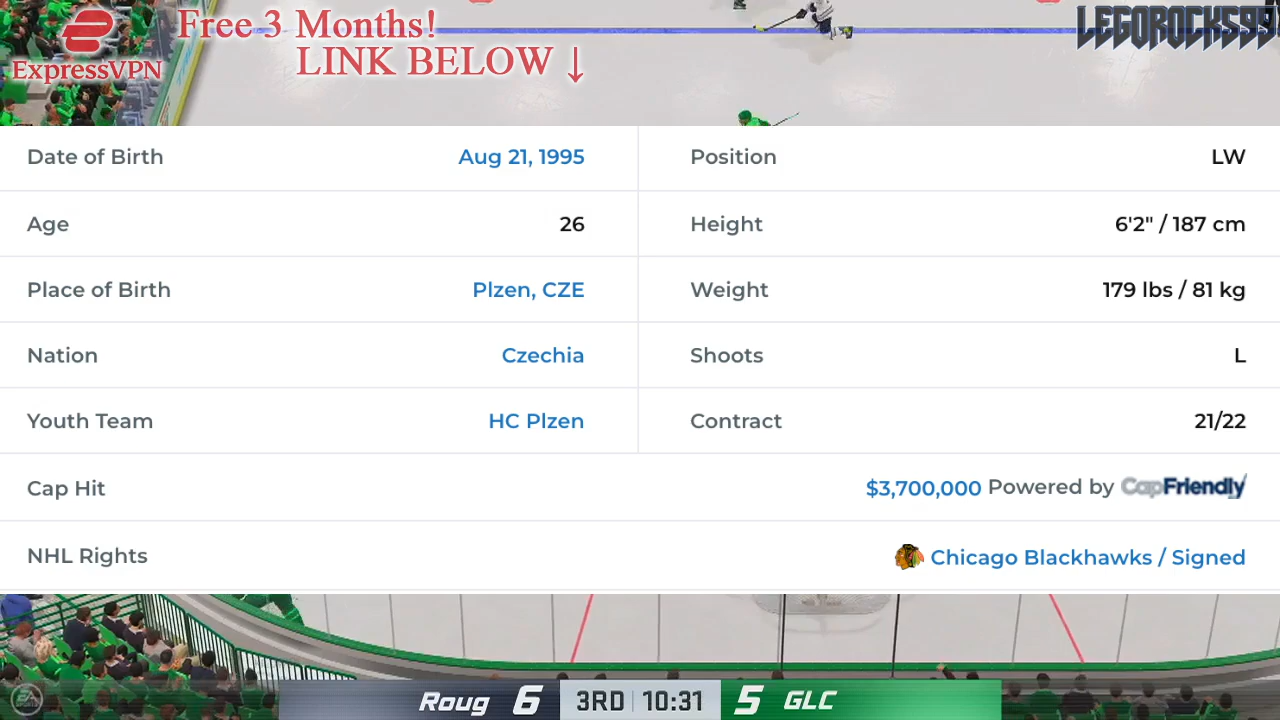 ExpressVPN
Free 3 Months!
LINK BELOW ↓
LEGOROCKS99
Date of Birth Aug 21, 1995 Position LW
Age 26 Height 6'2" / 187 cm
Place of Birth Plzen, CZE Weight 179 lbs / 81 kg
Nation Czechia Shoots L
Youth Team HC Plzen Contract 21/22
Cap Hit $3,700,000 Powered by CapFriendly
NHL Rights Chicago Blackhawks / Signed
EA SPORTS
Roug 6 3RD 10:31 5 GLC